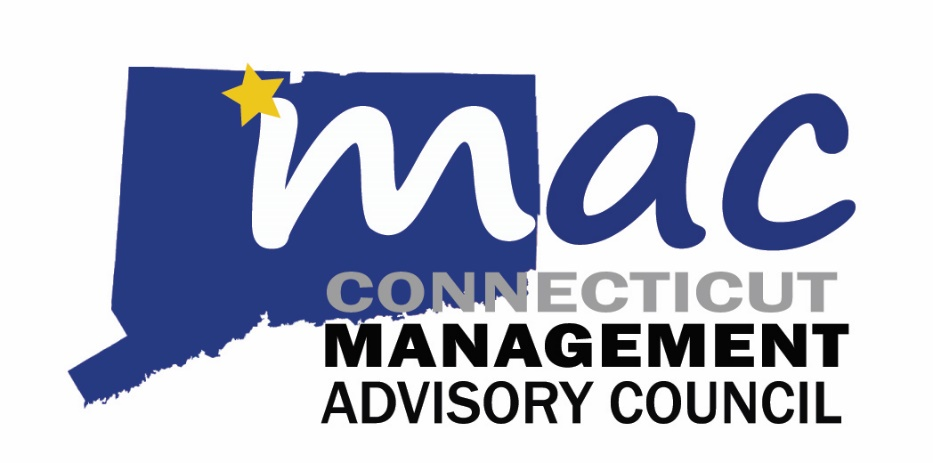 mac
CONNECTICUT
MANAGEMENT
ADVISORY COUNCIL